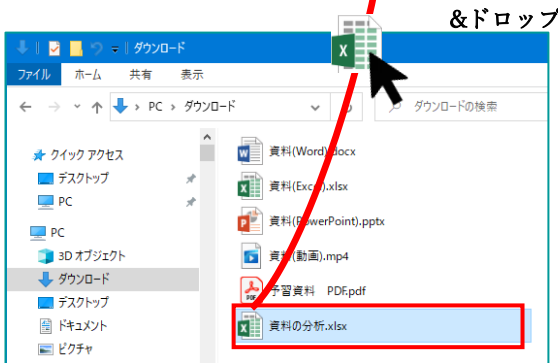 &ドロップ
ダウンロード
ファイル ホーム 共有 表示
PC › ダウンロード
ダウンロードの検索
クイック アクセス
デスクトップ
PC
PC
3D オブジェクト
ダウンロード
デスクトップ
ドキュメント
ピクチャ
資料(Word).docx
資料(Excel).xlsx
資料(PowerPoint).pptx
資料(動画).mp4
予習資料 PDF.pdf
資料の分析.xlsx